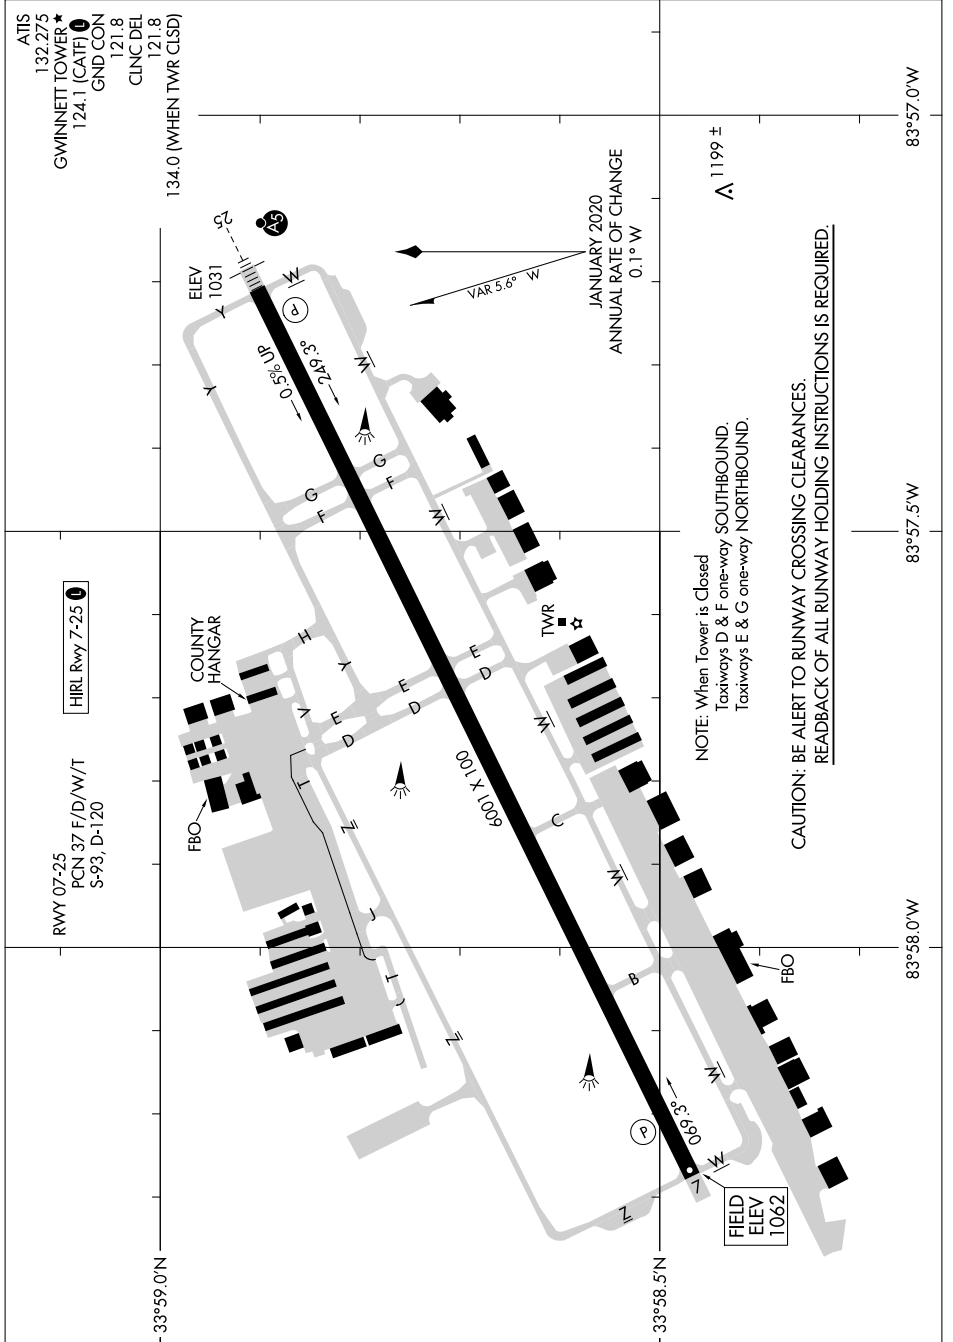 ATIS
132.275
GWINNETT TOWER ★
124.1 (CATF) L
GND CON
121.8
CLNC DEL
121.8
134.0 (WHEN TWR CLSD)
RWY 07-25
PCN 37 F/D/W/T
S-93, D-120
HIRL Rwy 7-25 L
33°59.0'N
33°58.5'N
83°58.0'W
83°57.5'W
83°57.0'W
FBO
COUNTY
HANGAR
ELEV
1031
25
A5
P
W
Y
Y
0.5% UP
249.3°
W
G
F
G
F
W
H
Y
A
E
D
E
D
E
D
TWR
T
Z
W
6001 X 100
C
J
W
T
J
B
Z
W
069.3°
P
W
7
Z
FIELD
ELEV
1062
FBO
VAR 5.6° W
JANUARY 2020
ANNUAL RATE OF CHANGE
0.1° W
1199 ±
NOTE: When Tower is Closed
Taxiways D & F one-way SOUTHBOUND.
Taxiways E & G one-way NORTHBOUND.
CAUTION: BE ALERT TO RUNWAY CROSSING CLEARANCES.
READBACK OF ALL RUNWAY HOLDING INSTRUCTIONS IS REQUIRED.